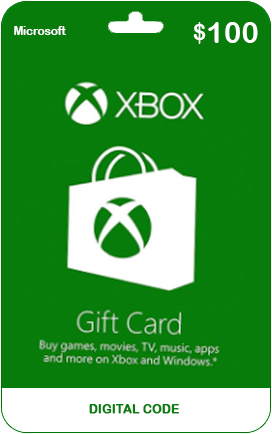 Microsoft
$100
XBOX
Gift Card
Buy games, movies, TV, music, apps
and more on Xbox and Windows.*
DIGITAL CODE